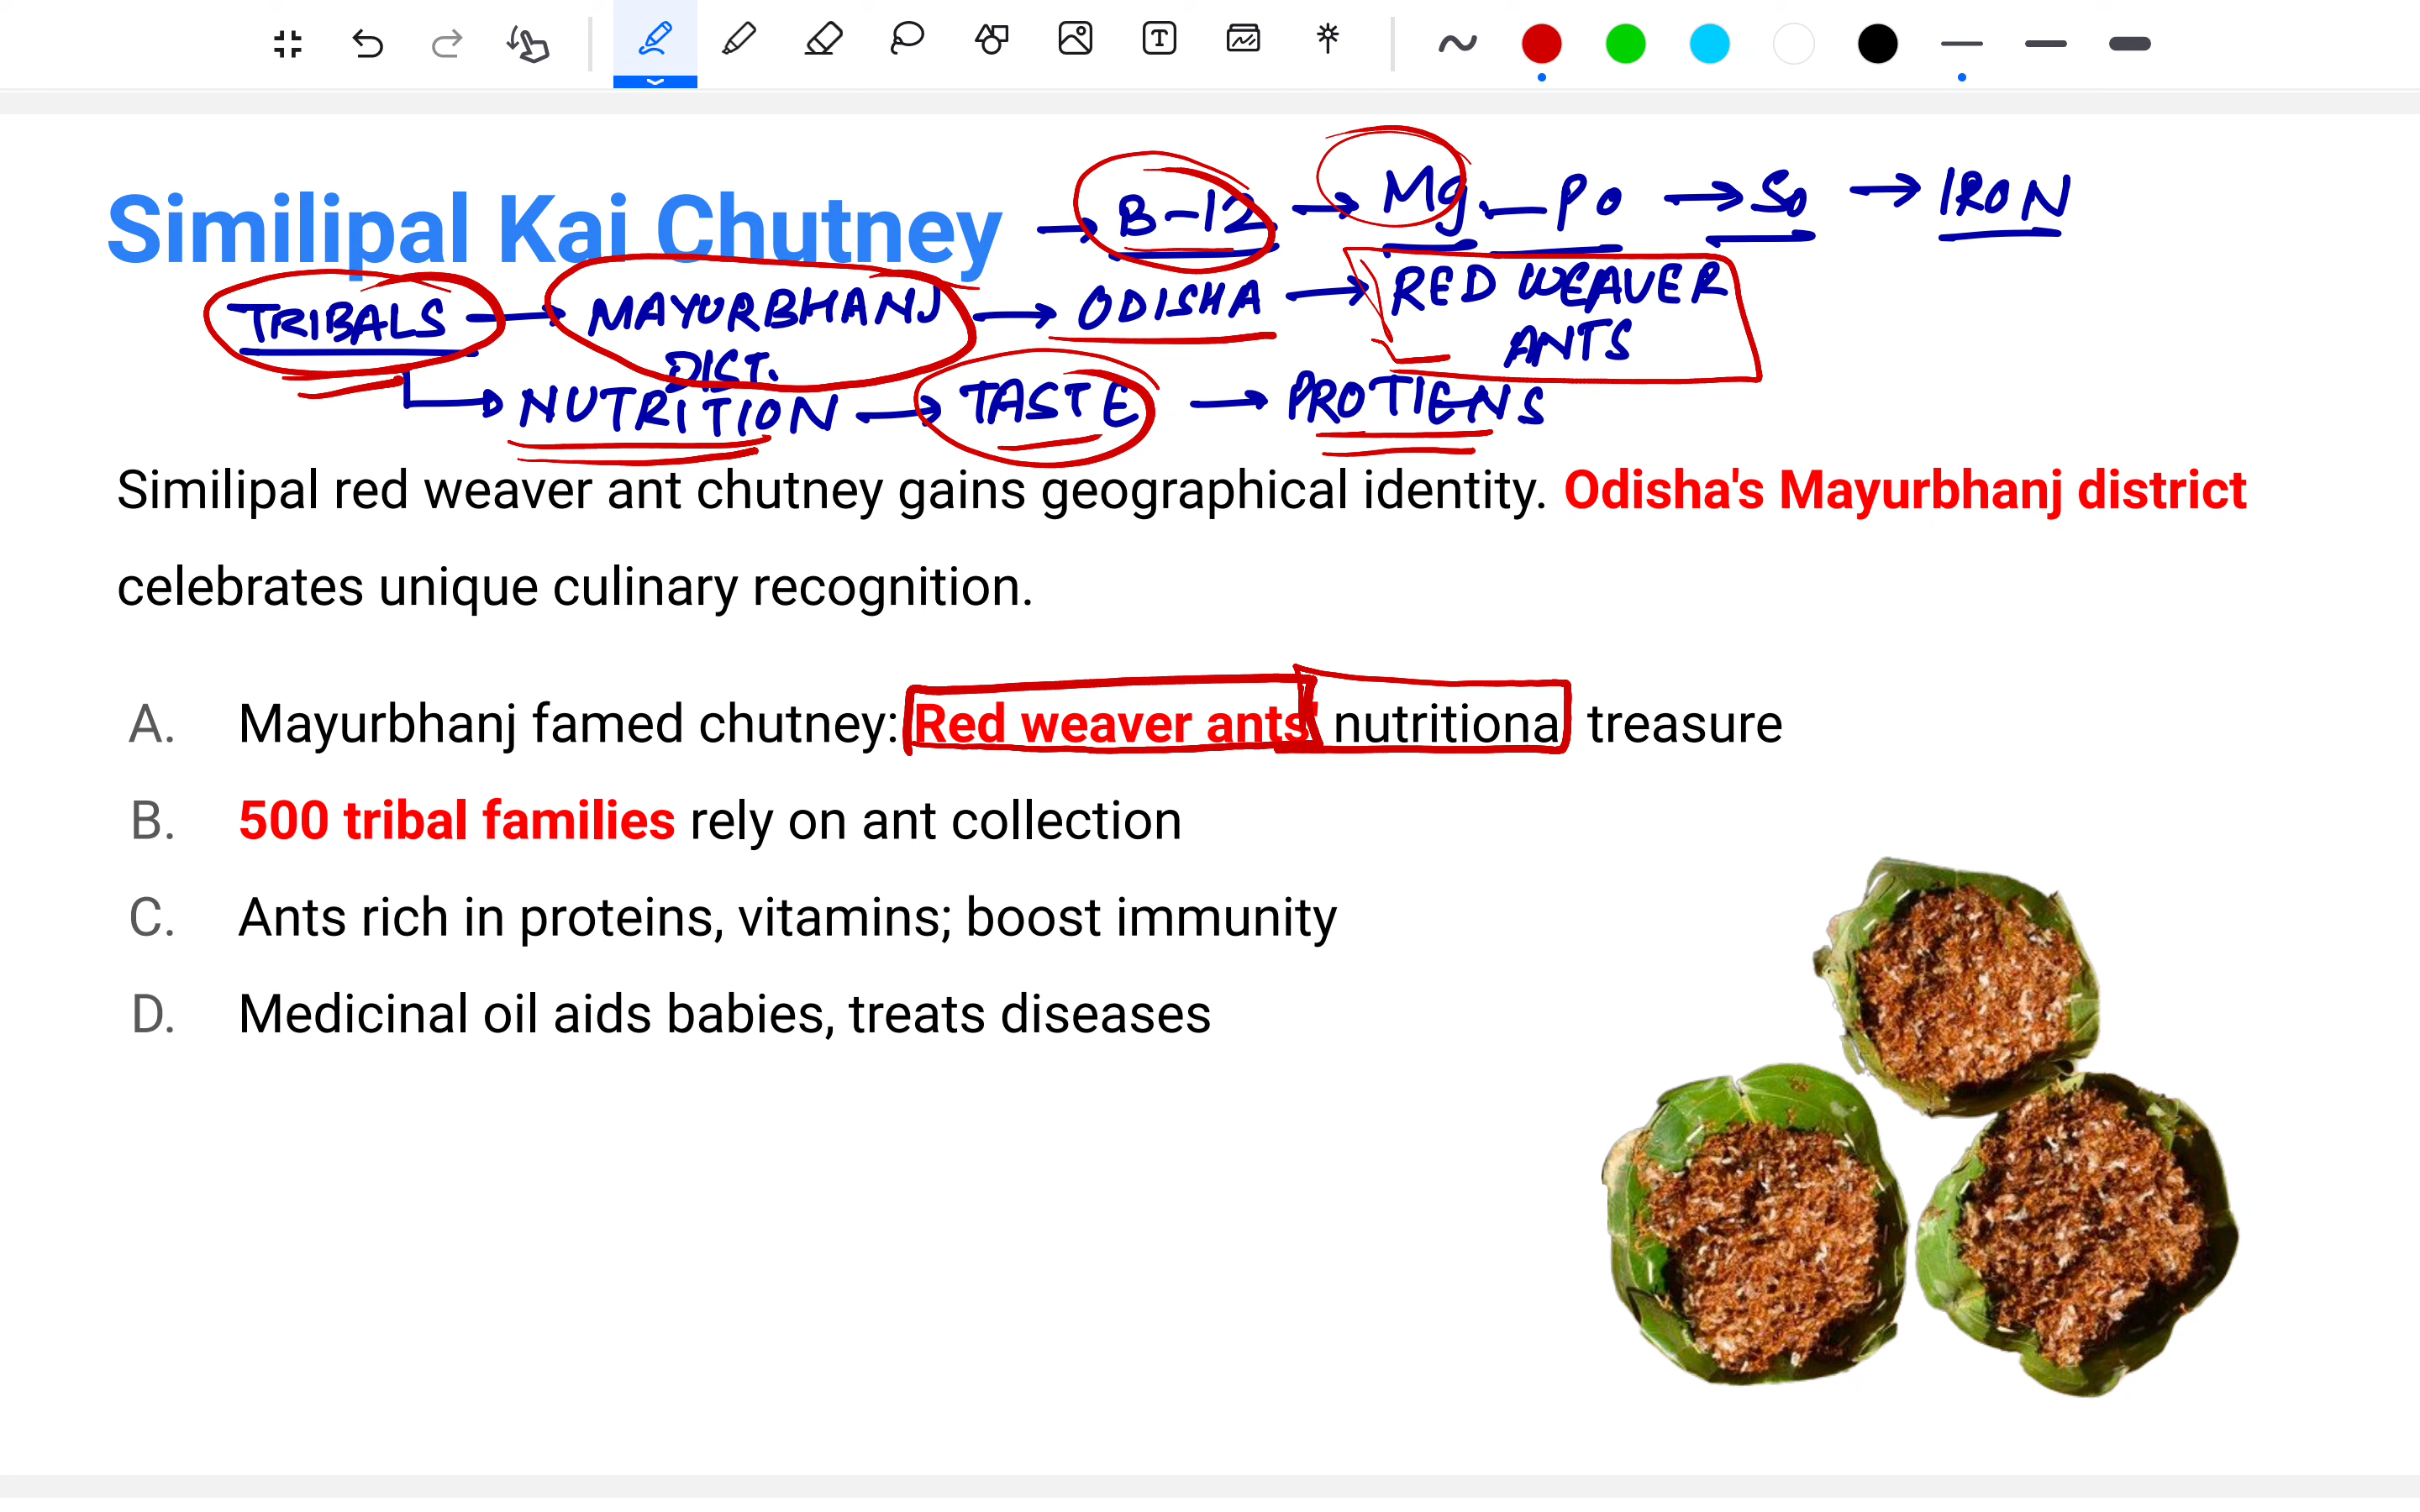 Similipal Kai Chutney → B-12 → Mg. — Po → So → IRON
TRIBALS → MAYURBHANJ DIST. → ODISHA → RED WEAVER ANTS
→ NUTRITION → TASTE → PROTIENS
Similipal red weaver ant chutney gains geographical identity. Odisha's Mayurbhanj district
celebrates unique culinary recognition.
A. Mayurbhanj famed chutney: Red weaver ants' nutritional treasure
B. 500 tribal families rely on ant collection
C. Ants rich in proteins, vitamins; boost immunity
D. Medicinal oil aids babies, treats diseases